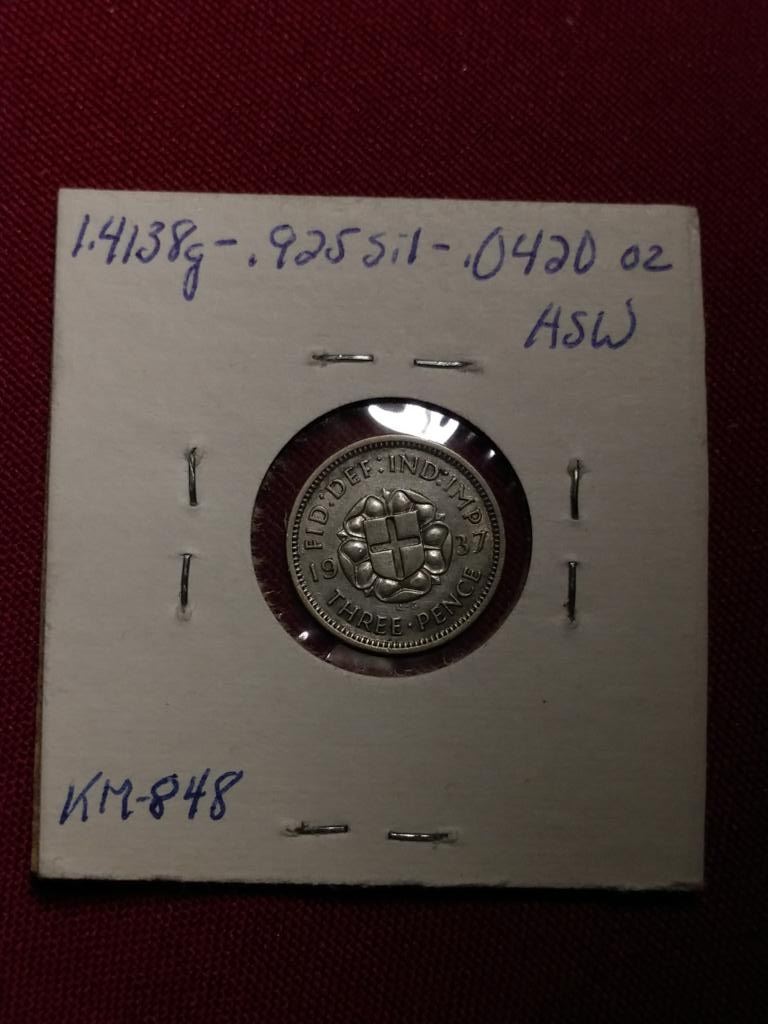 1.4138g - .925 sil - .0420 oz
ASW
FID:DEF:IND:IMP
19 37
THREE·PENCE
KM-848